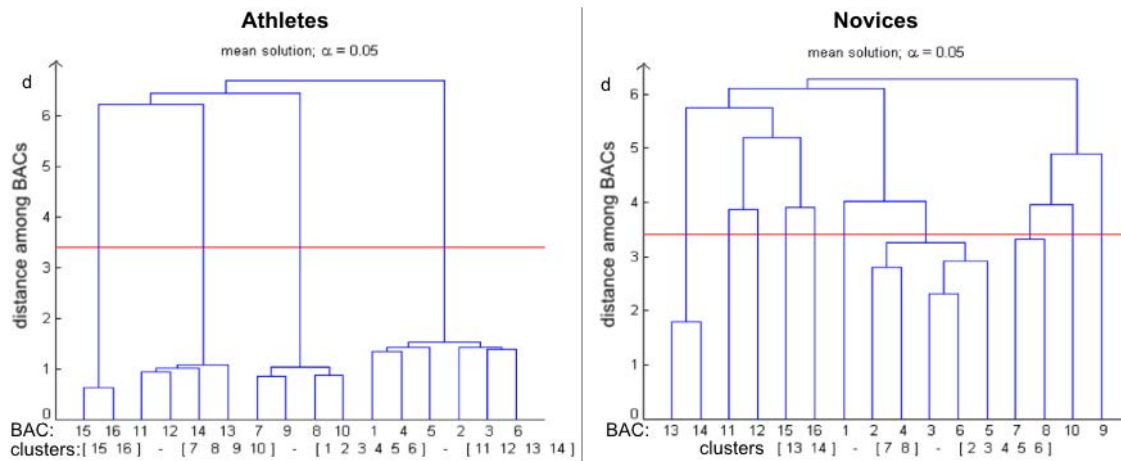 Athletes
mean solution; α = 0.05
d
distance among BACs
6
5
4
3
2
1
0
BAC: 15 16 11 12 14 13 7 9 8 10 1 4 5 2 3 6
clusters: [ 15 16 ] - [ 7 8 9 10 ] - [ 1 2 3 4 5 6 ] - [ 11 12 13 14 ]
Novices
mean solution; α = 0.05
d
distance among BACs
6
5
4
3
2
1
0
BAC: 13 14 11 12 15 16 1 2 4 3 6 5 7 8 10 9
clusters [ 13 14 ] - [ 7 8 ] - [ 2 3 4 5 6 ]